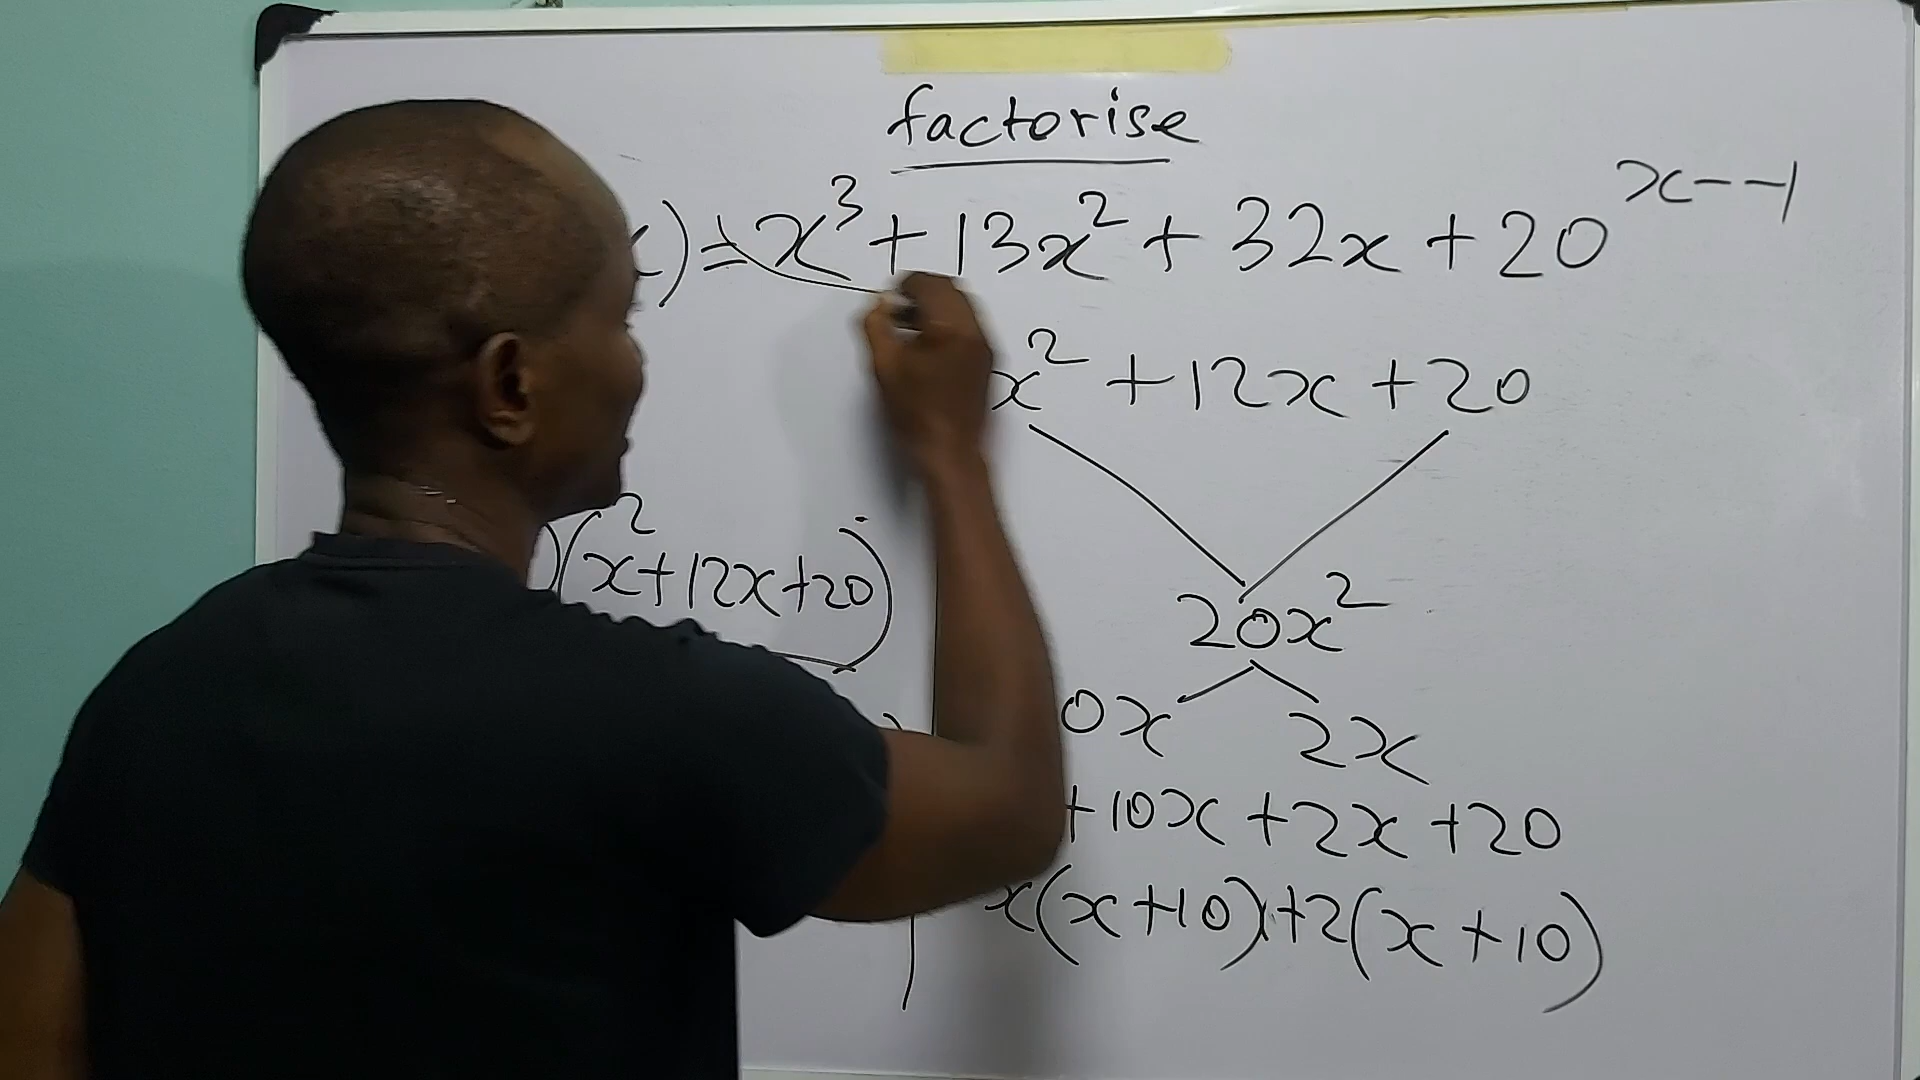 factorise
x) = x³ + 13x² + 32x + 20
x--1
x² + 12x + 20
)(x² + 12x + 20)
20x²
0x 2x
+ 10x + 2x + 20
x(x + 10) + 2(x + 10)